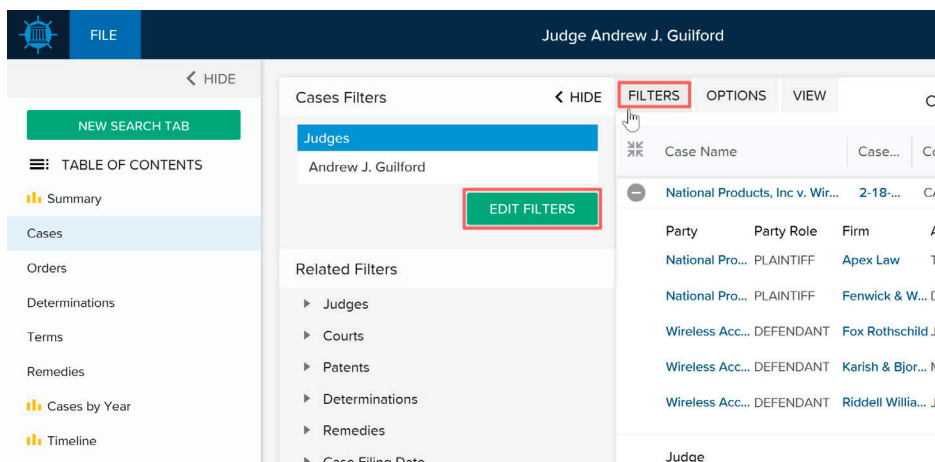 FILE
Judge Andrew J. Guilford
HIDE
NEW SEARCH TAB
TABLE OF CONTENTS
Summary
Cases
Orders
Determinations
Terms
Remedies
Cases by Year
Timeline
Cases Filters
HIDE
Judges
Andrew J. Guilford
EDIT FILTERS
Related Filters
Judges
Courts
Patents
Determinations
Remedies
Case Filing Date
FILTERS OPTIONS VIEW
Case Name Case...
National Products, Inc v. Wir... 2-18-...
Party Party Role Firm
National Pro... PLAINTIFF Apex Law
National Pro... PLAINTIFF Fenwick & W...
Wireless Acc... DEFENDANT Fox Rothschild
Wireless Acc... DEFENDANT Karish & Bjor...
Wireless Acc... DEFENDANT Riddell Willia...
Judge